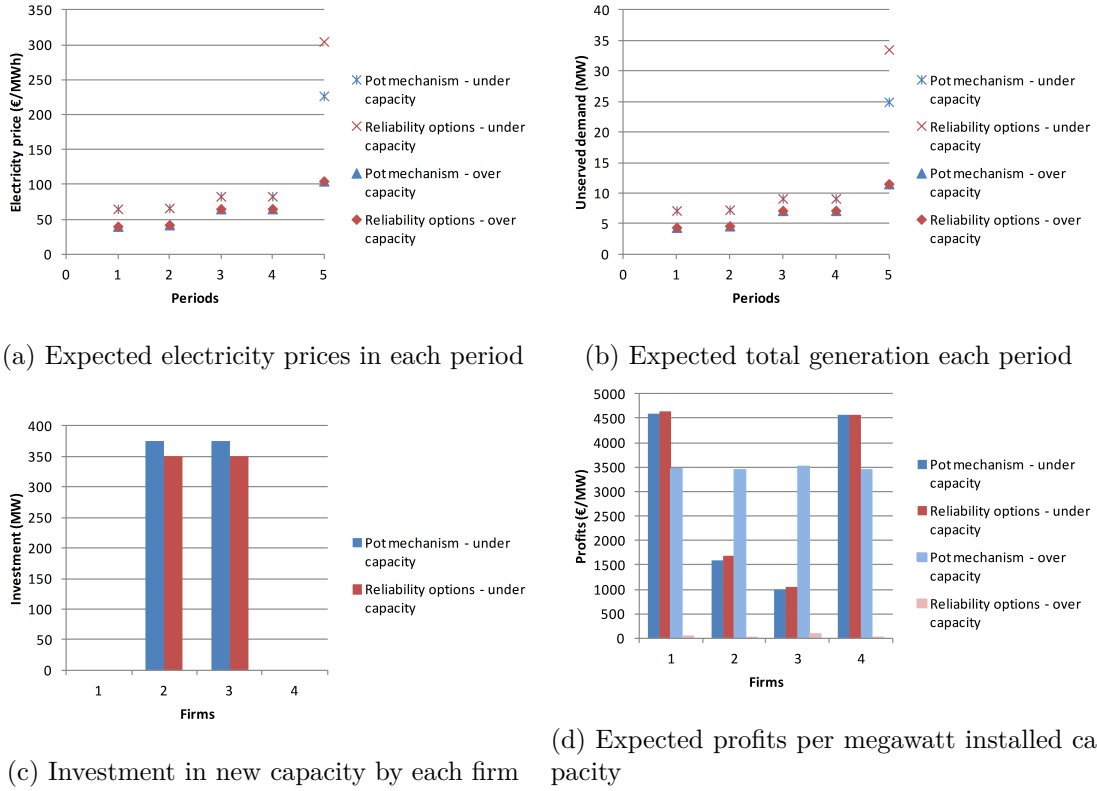 350
300
250
200
150
100
50
0
Electricity price (€/MWh)
0 1 2 3 4 5
Periods
Pot mechanism - under
capacity
Reliability options - under
capacity
Pot mechanism - over
capacity
Reliability options - over
capacity
(a) Expected electricity prices in each period
40
35
30
25
20
15
10
5
0
Unserved demand (MW)
0 1 2 3 4 5
Periods
Pot mechanism - under
capacity
Reliability options - under
capacity
Pot mechanism - over
capacity
Reliability options - over
capacity
(b) Expected total generation each period
400
350
300
250
200
150
100
50
0
Investment (MW)
1 2 3 4
Firms
Pot mechanism - under
capacity
Reliability options - under
capacity
(c) Investment in new capacity by each firm
5000
4500
4000
3500
3000
2500
2000
1500
1000
500
0
Profits (€/MW)
1 2 3 4
Firms
Pot mechanism - under
capacity
Reliability options - under
capacity
Pot mechanism - over
capacity
Reliability options - over
capacity
(d) Expected profits per megawatt installed ca
pacity